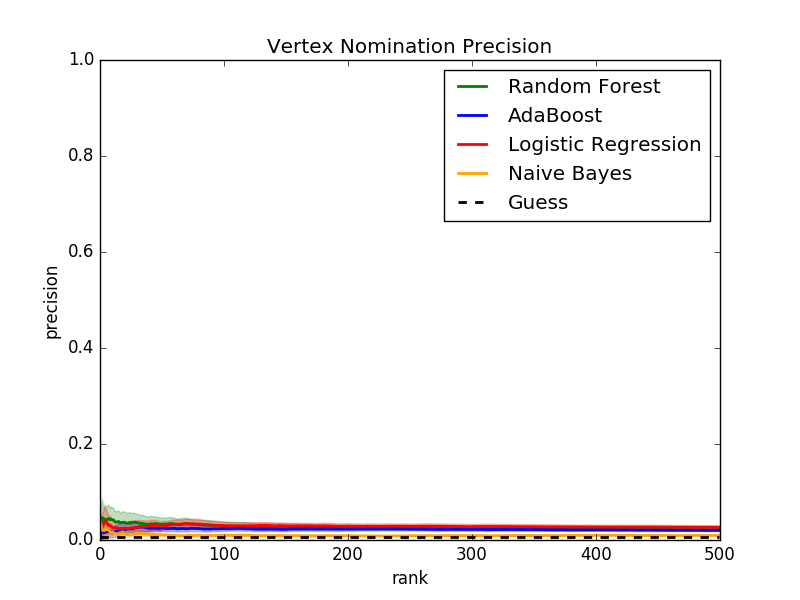 Vertex Nomination Precision
1.0
0.8
0.6
0.4
0.2
0.0
precision
Random Forest
AdaBoost
Logistic Regression
Naive Bayes
Guess
0 100 200 300 400 500
rank